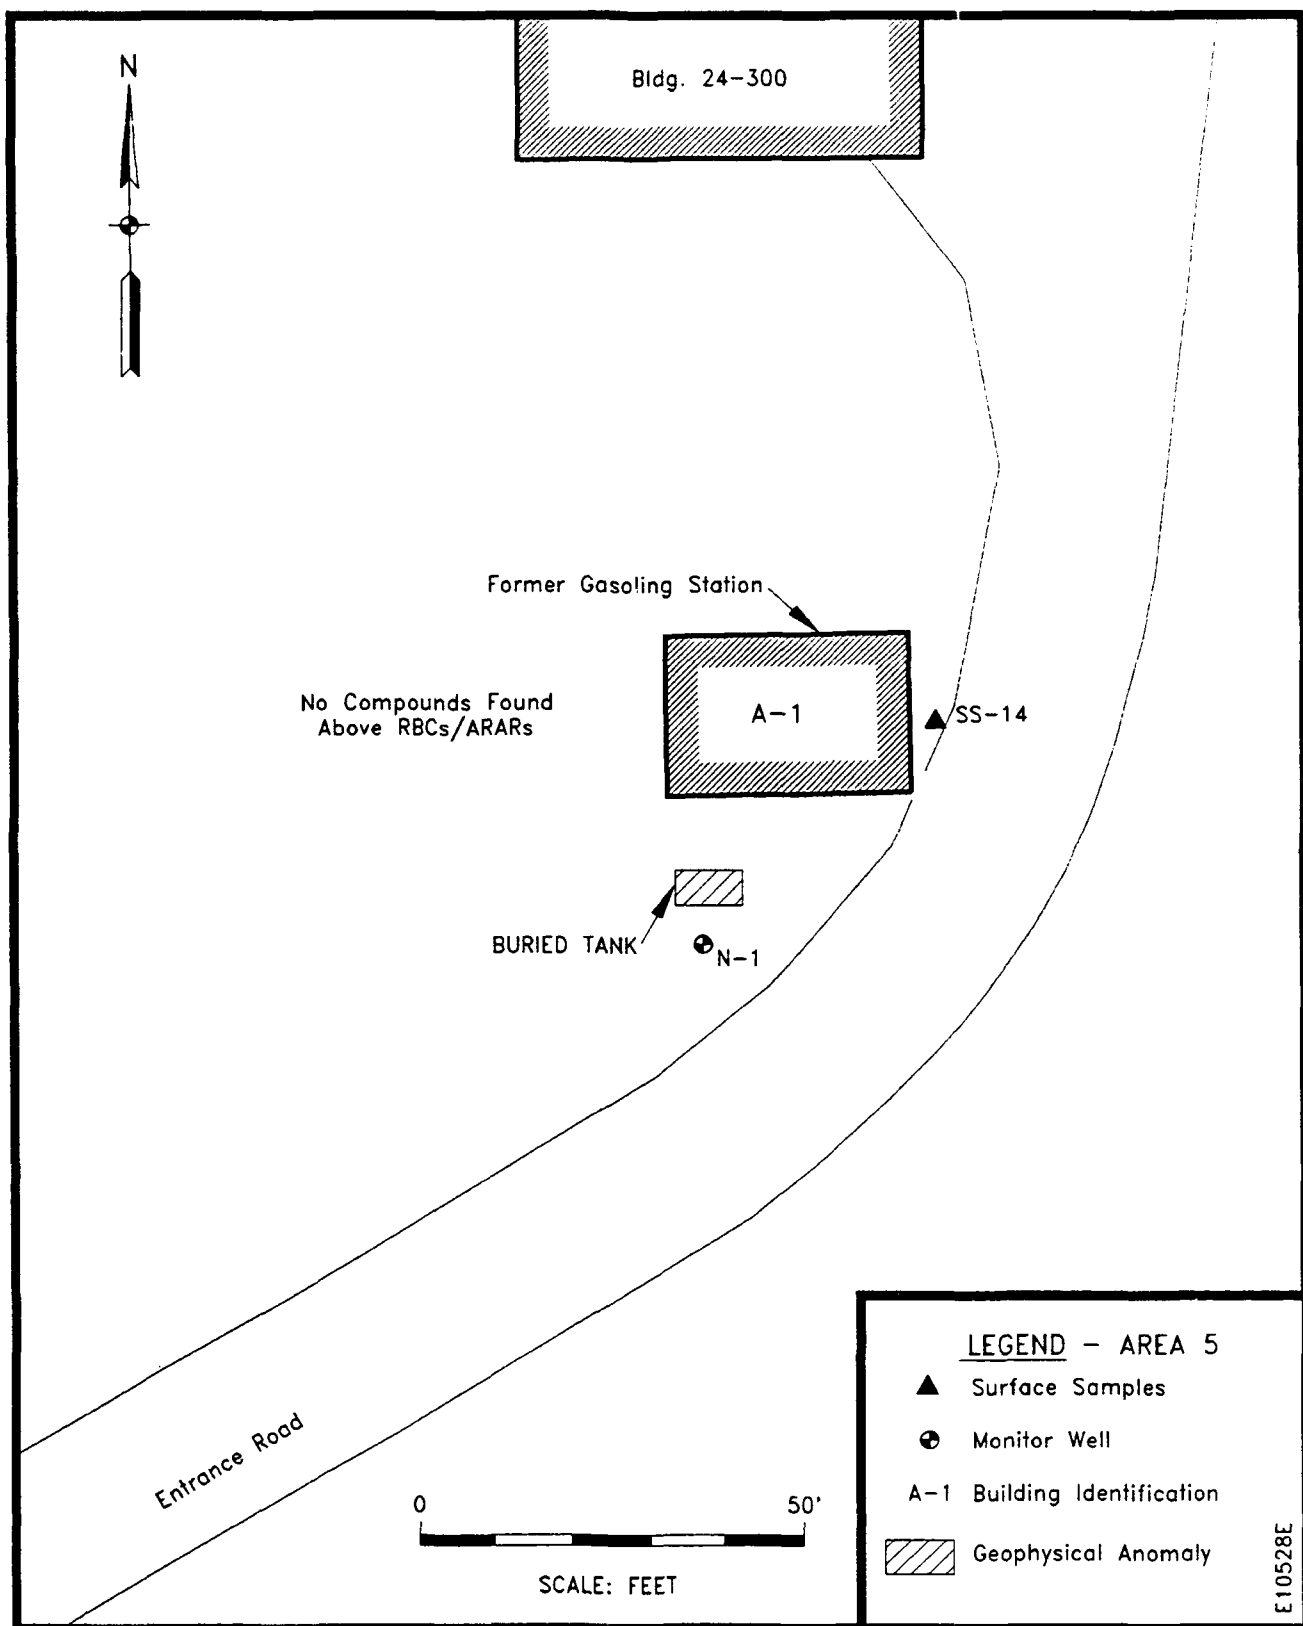 N
Bldg. 24-300
Former Gasoling Station
No Compounds Found
Above RBCs/ARARs
A-1
SS-14
BURIED TANK
N-1
Entrance Road
0 50'
SCALE: FEET
LEGEND - AREA 5
Surface Samples
Monitor Well
A-1 Building Identification
Geophysical Anomaly
E10528E